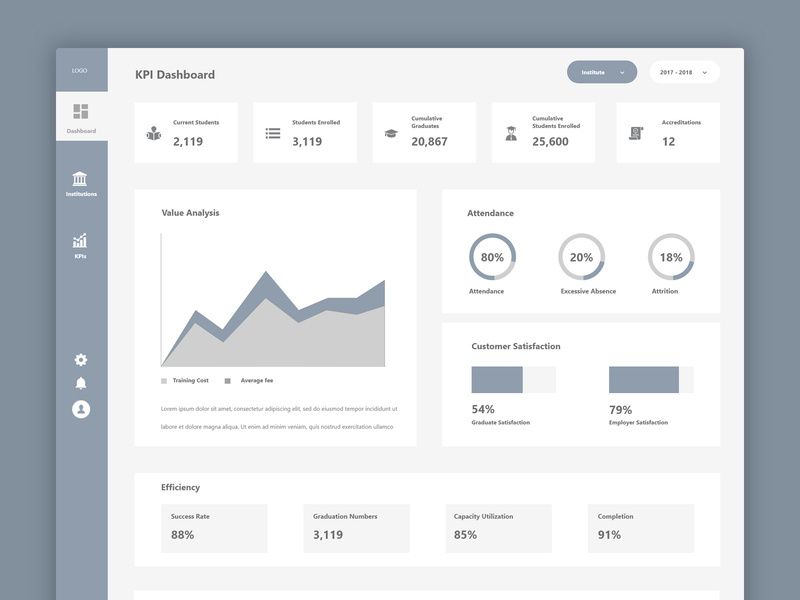 LOGO
KPI Dashboard
Institute
2017 - 2018
Dashboard
Institutions
KPIs
Current Students
2,119
Students Enrolled
3,119
Cumulative
Graduates
20,867
Cumulative
Students Enrolled
25,600
Accreditations
12
Value Analysis
Training Cost
Average fee
Lorem ipsum dolor sit amet, consectetur adipiscing elit, sed do eiusmod tempor incididunt ut
labore et dolore magna aliqua. Ut enim ad minim veniam, quis nostrud exercitation ullamco
Attendance
80%
Attendance
20%
Excessive Absence
18%
Attrition
Customer Satisfaction
54%
Graduate Satisfaction
79%
Employer Satisfaction
Efficiency
Success Rate
88%
Graduation Numbers
3,119
Capacity Utilization
85%
Completion
91%